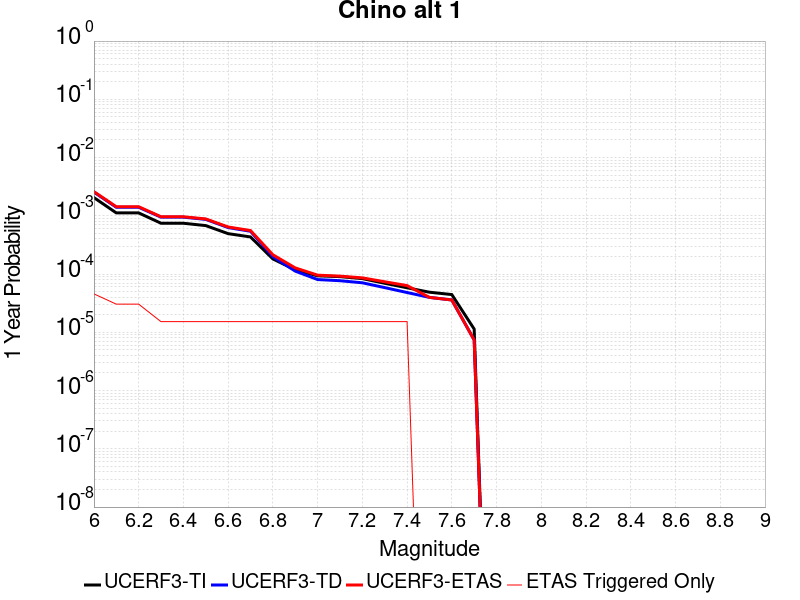 Chino alt 1
1 Year Probability
10^0
10^-1
10^-2
10^-3
10^-4
10^-5
10^-6
10^-7
10^-8
6 6.2 6.4 6.6 6.8 7 7.2 7.4 7.6 7.8 8 8.2 8.4 8.6 8.8 9
Magnitude
UCERF3-TI UCERF3-TD UCERF3-ETAS ETAS Triggered Only